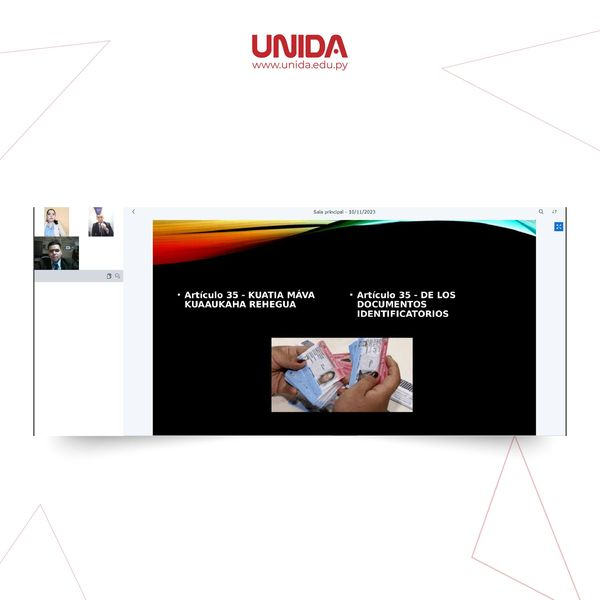 UNIDA
www.unida.edu.py
Sala principal - 10/11/2023
• Artículo 35 - KUATIA MÁVA
KUAAUKAHA REHEGUA
• Artículo 35 - DE LOS
DOCUMENTOS
IDENTIFICATORIOS